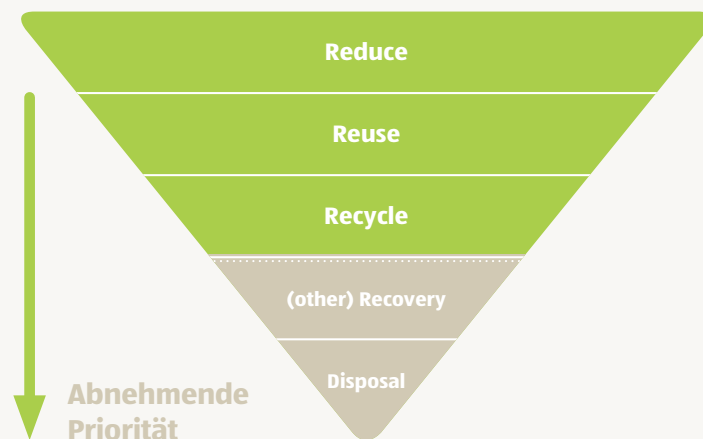 Reduce
Reuse
Recycle
(other) Recovery
Disposal
Abnehmende
Priorität